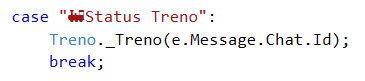 case "🚂Status Treno":
Treno._Treno(e.Message.Chat.Id);
break;